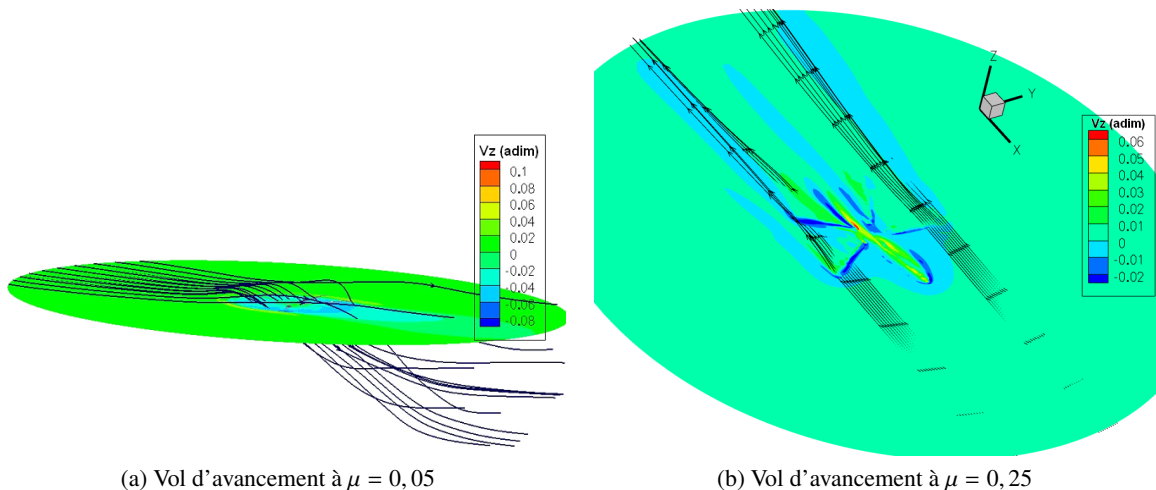 Vz (adim)
0.1
0.08
0.06
0.04
0.02
0
-0.02
-0.04
-0.06
-0.08
Z
Y
X
Vz (adim)
0.06
0.05
0.04
0.03
0.02
0.01
0
-0.01
-0.02
(a) Vol d'avancement à μ = 0, 05
(b) Vol d'avancement à μ = 0, 25